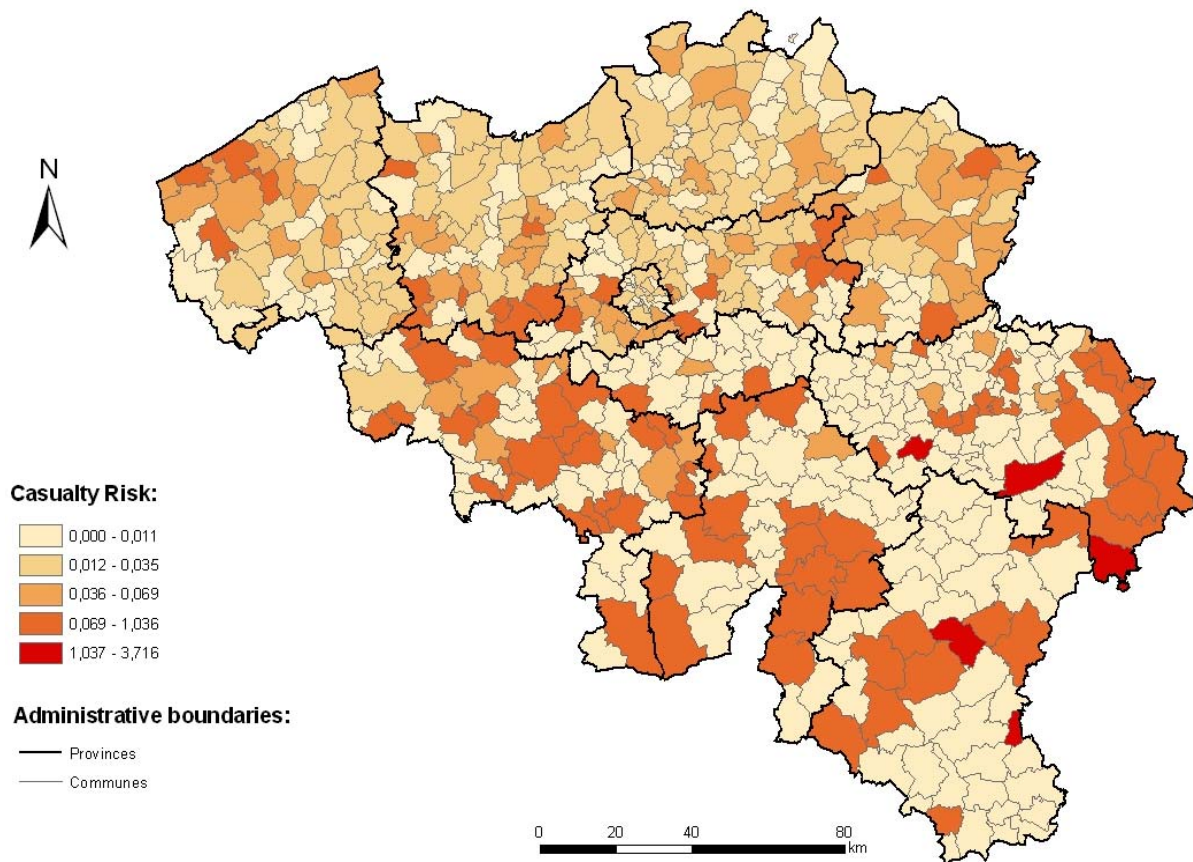 N
Casualty Risk:
0,000 - 0,011
0,012 - 0,035
0,036 - 0,069
0,069 - 1,036
1,037 - 3,716
Administrative boundaries:
Provinces
Communes
0 20 40 80
km